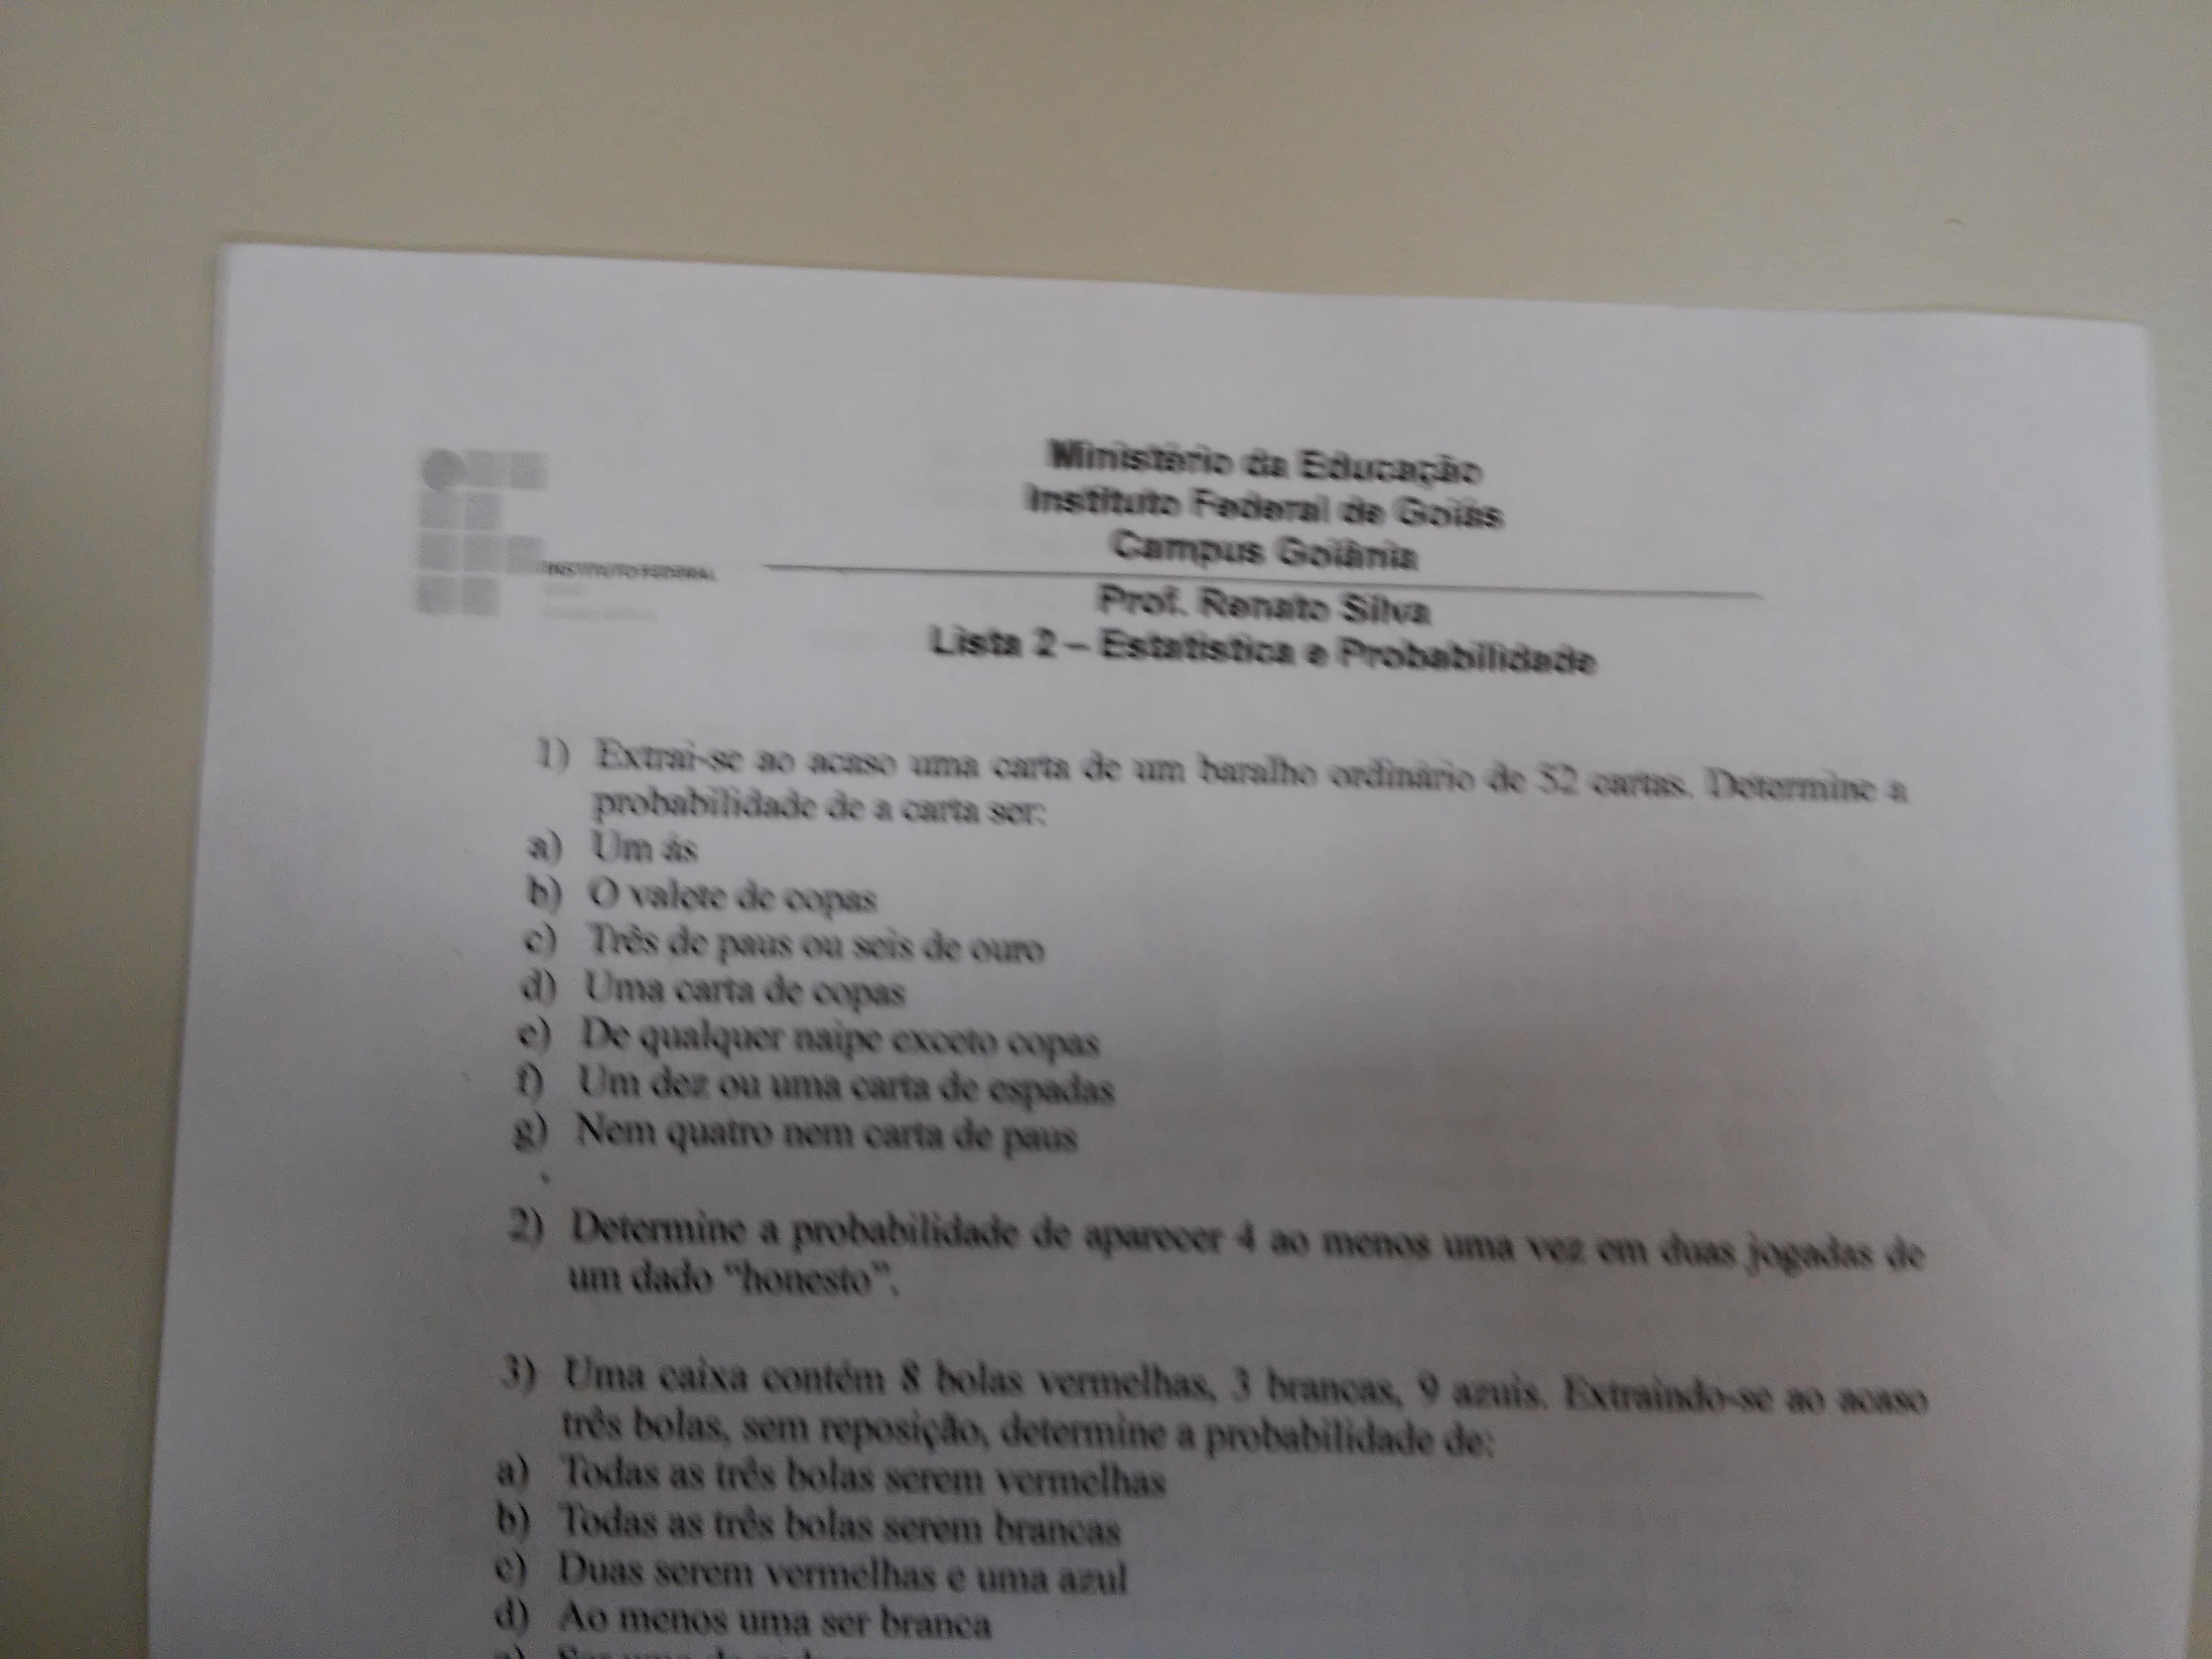 Ministério da Educação
Instituto Federal de Goiás
Campus Goiânia
INSTITUTO FEDERAL
Prof. Renato Silva
Lista 2 – Estatística e Probabilidade
1) Extrai-se ao acaso uma carta de um baralho ordinário de 52 cartas. Determine a
probabilidade de a carta ser:
a) Um ás
b) O valete de copas
c) Três de paus ou seis de ouro
d) Uma carta de copas
e) De qualquer naipe exceto copas
f) Um dez ou uma carta de espadas
g) Nem quatro nem carta de paus
2) Determine a probabilidade de aparecer 4 ao menos uma vez em duas jogadas de
um dado “honesto”.
3) Uma caixa contém 8 bolas vermelhas, 3 brancas, 9 azuis. Extraindo-se ao acaso
três bolas, sem reposição, determine a probabilidade de:
a) Todas as três bolas serem vermelhas
b) Todas as três bolas serem brancas
c) Duas serem vermelhas e uma azul
d) Ao menos uma ser branca